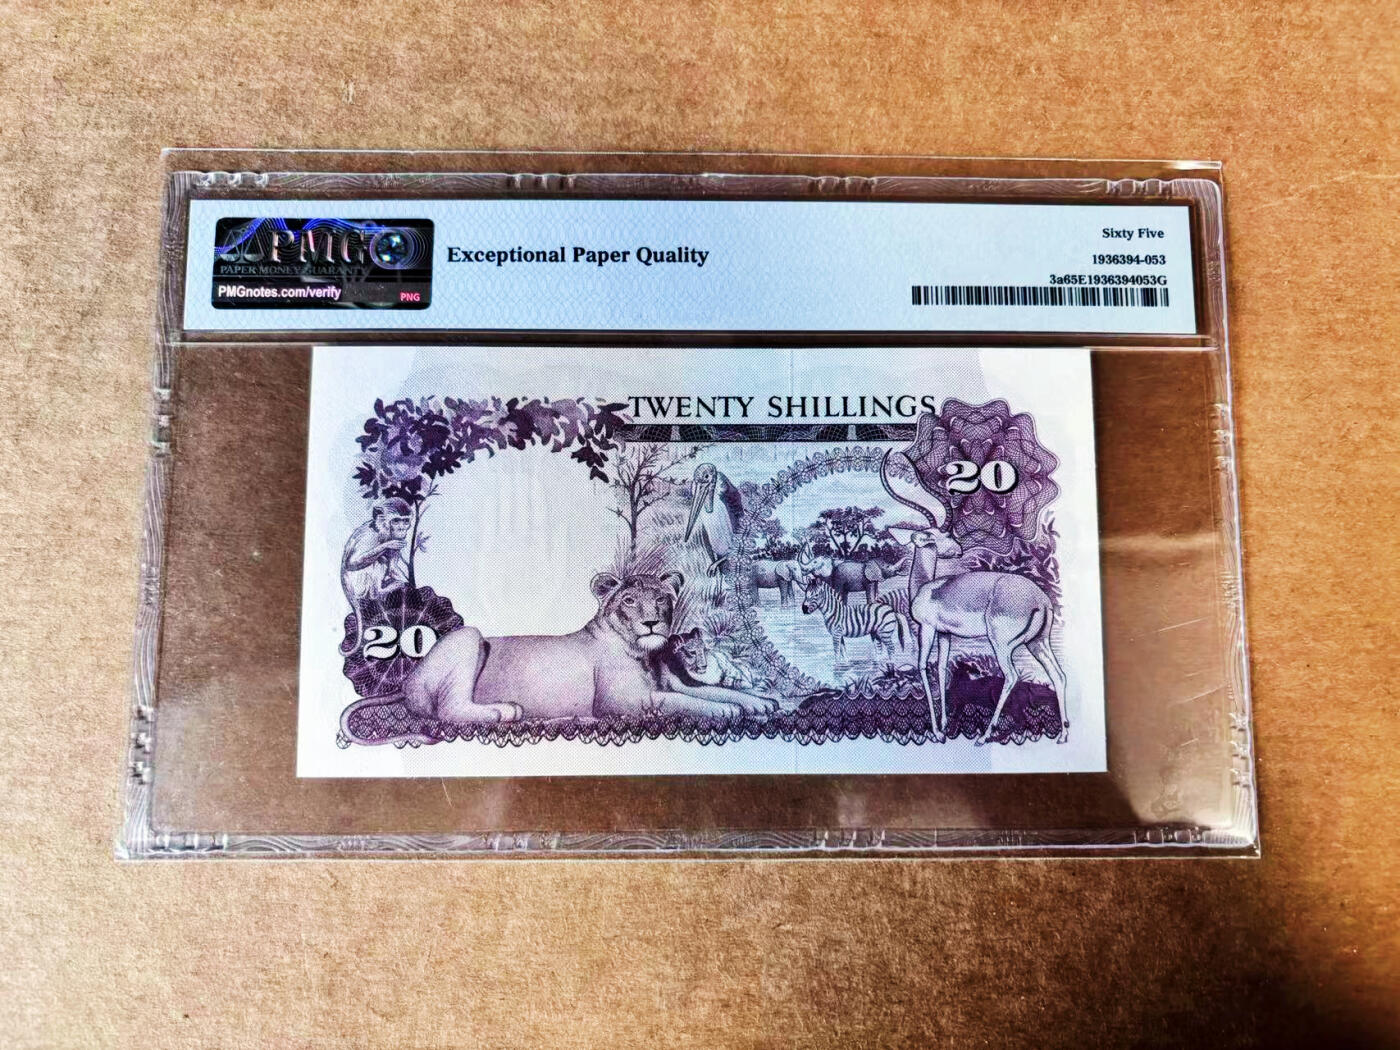 PMG
PAPER MONEY GUARANTY
PMGnotes.com/verify
PNG
Exceptional Paper Quality
Sixty Five
1936394-053
3a65E1936394053G
TWENTY SHILLINGS
20
20